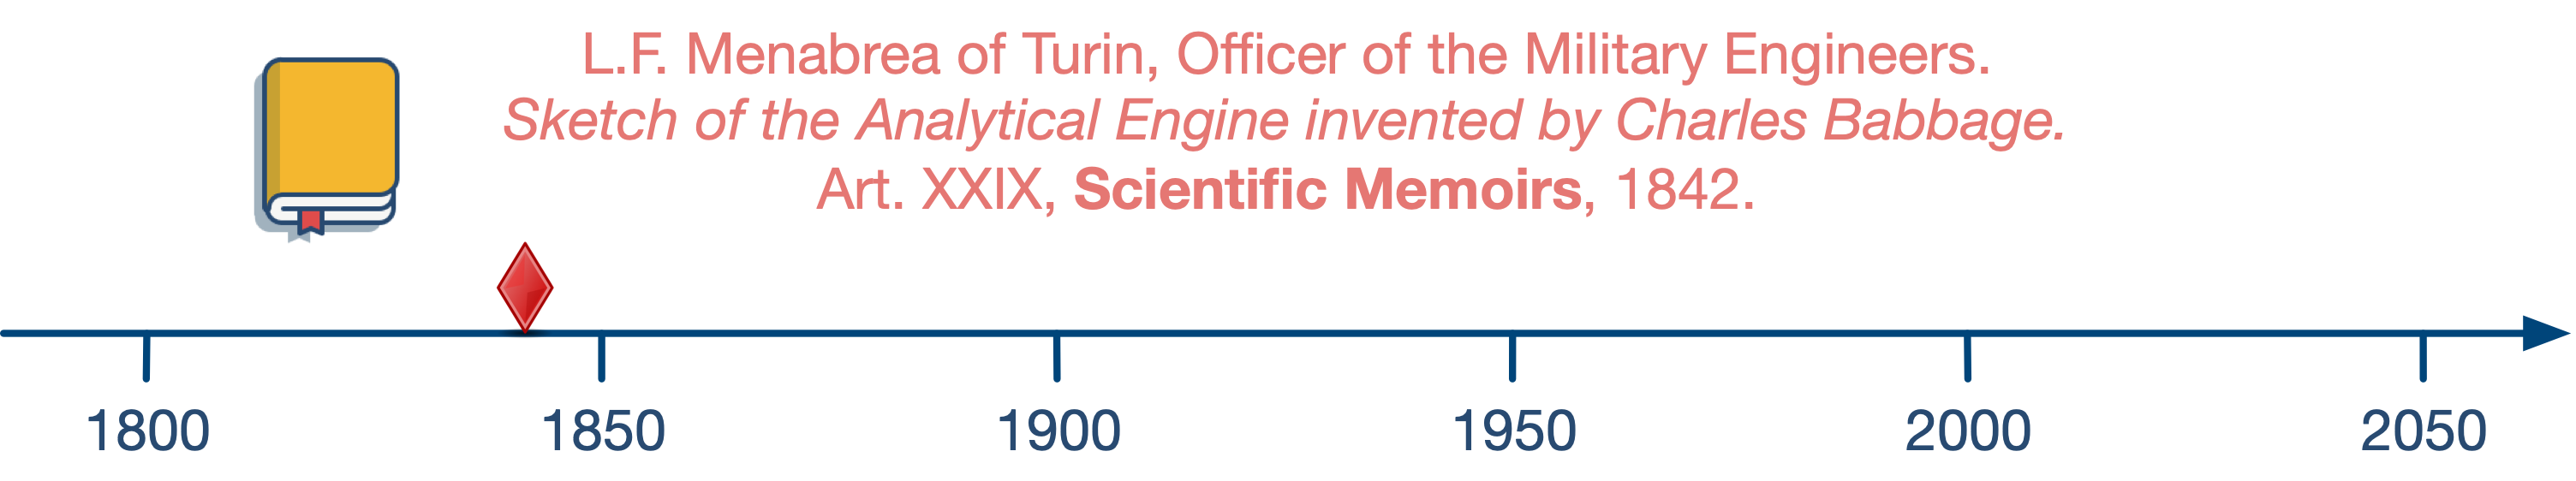 L.F. Menabrea of Turin, Officer of the Military Engineers.
Sketch of the Analytical Engine invented by Charles Babbage.
Art. XXIX, Scientific Memoirs, 1842.
1800 1850 1900 1950 2000 2050